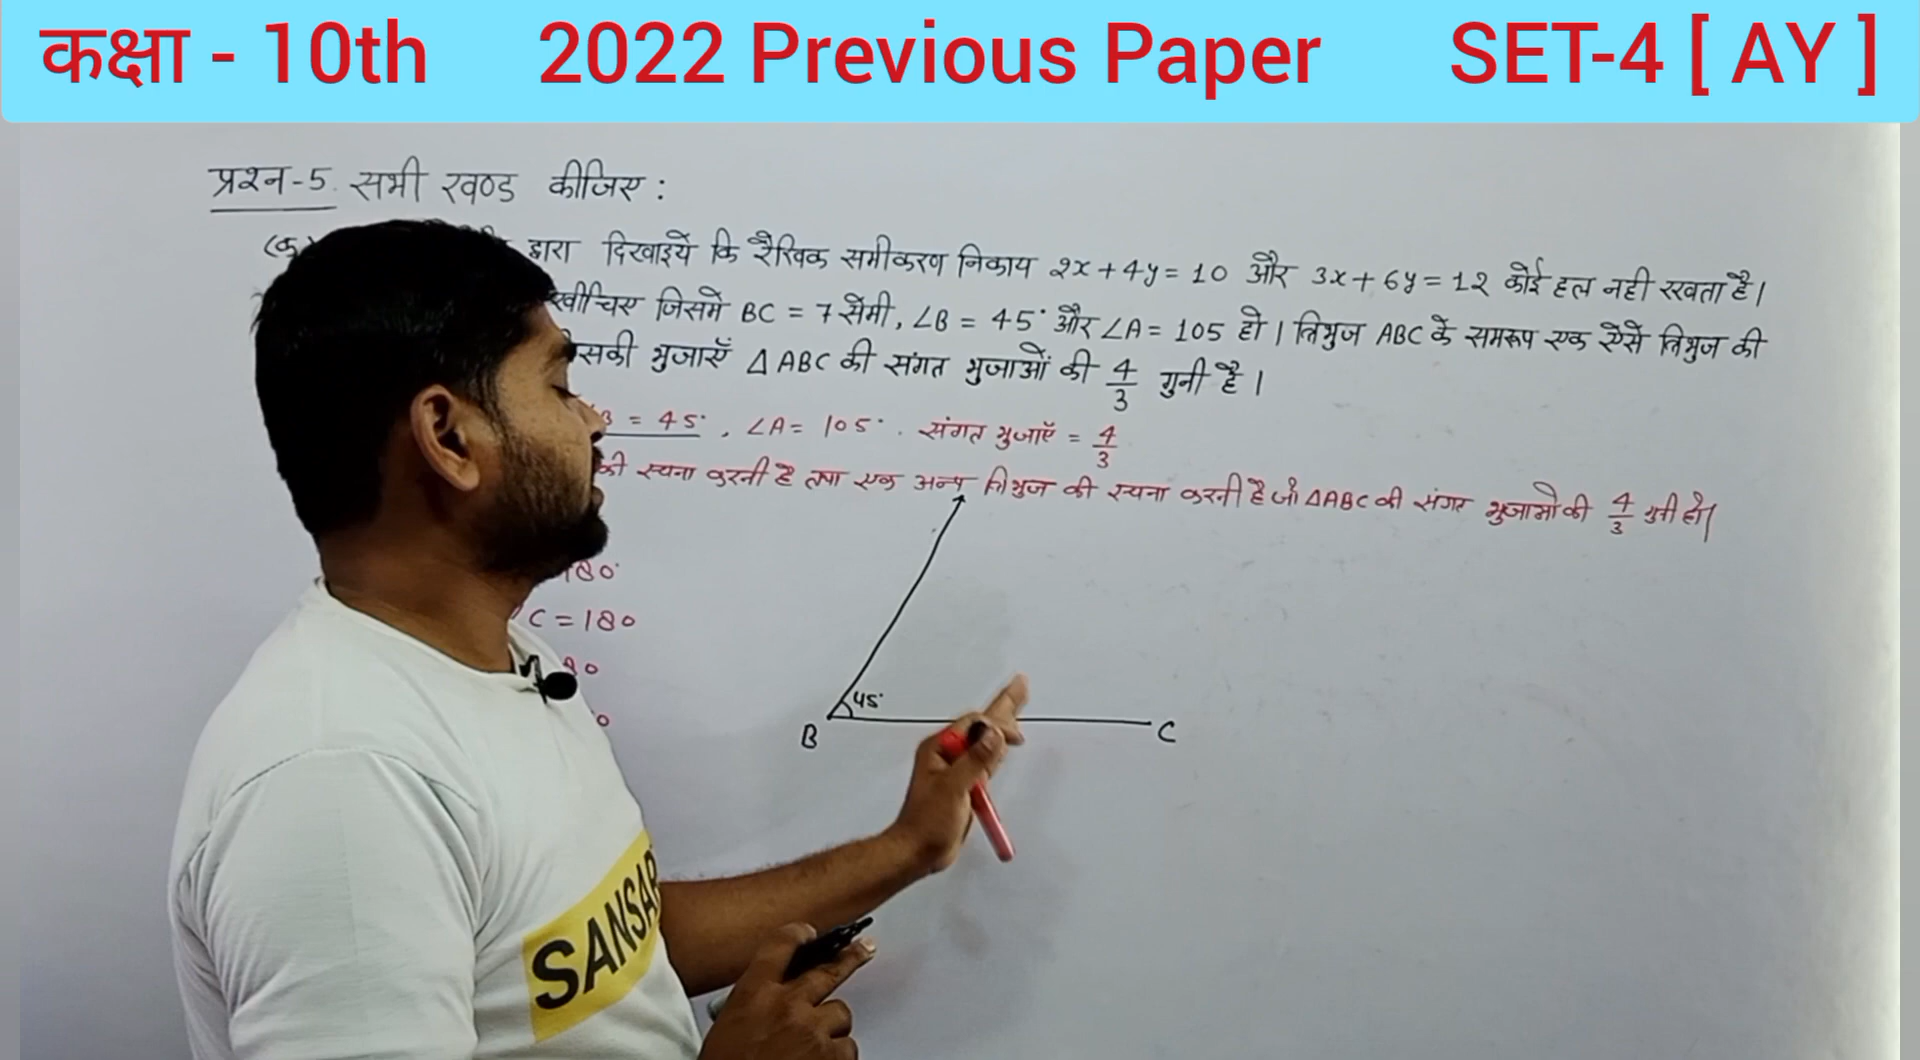 कक्षा - 10th 2022 Previous Paper SET-4 [ AY ]
प्रश्न-5. सभी खण्ड कीजिए :
(क) द्वारा दिखाइये कि रैखिक समीकरण निकाय 2x + 4y = 10 और 3x + 6y = 12 कोई हल नही रखता है।
खीचिए जिसमें BC = 7 सेमी, ∠B = 45° और ∠A = 105 हो। त्रिभुज ABC के समरूप एक ऐसे त्रिभुज की
भुजाएँ △ABC की संगत भुजाओं की 4/3 गुनी है।
= 45°, ∠A = 105°. संगत भुजाएँ = 4/3
की रचना करनी है तथा एक अन्य त्रिभुज की रचना करनी है जो △ABC की संगत भुजाओ की 4/3 गुनी हो।
180°
C = 180
45°
B C
SANSAR